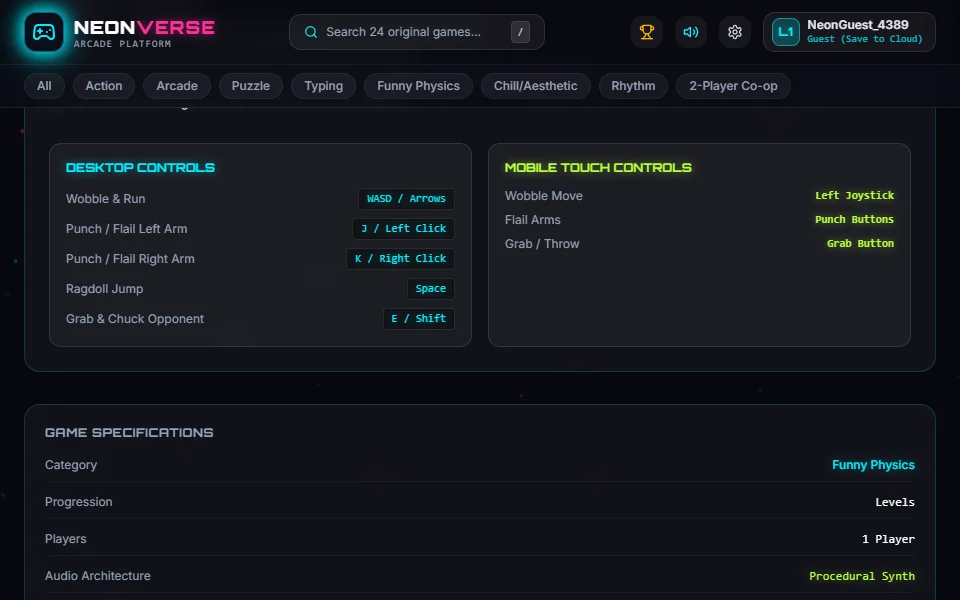 NEONVERSE
ARCADE PLATFORM
Search 24 original games...
/
L1
NeonGuest_4389
Guest (Save to Cloud)
All
Action
Arcade
Puzzle
Typing
Funny Physics
Chill/Aesthetic
Rhythm
2-Player Co-op
DESKTOP CONTROLS
Wobble & Run
WASD / Arrows
Punch / Flail Left Arm
J / Left Click
Punch / Flail Right Arm
K / Right Click
Ragdoll Jump
Space
Grab & Chuck Opponent
E / Shift
MOBILE TOUCH CONTROLS
Wobble Move
Left Joystick
Flail Arms
Punch Buttons
Grab / Throw
Grab Button
GAME SPECIFICATIONS
Category
Funny Physics
Progression
Levels
Players
1 Player
Audio Architecture
Procedural Synth